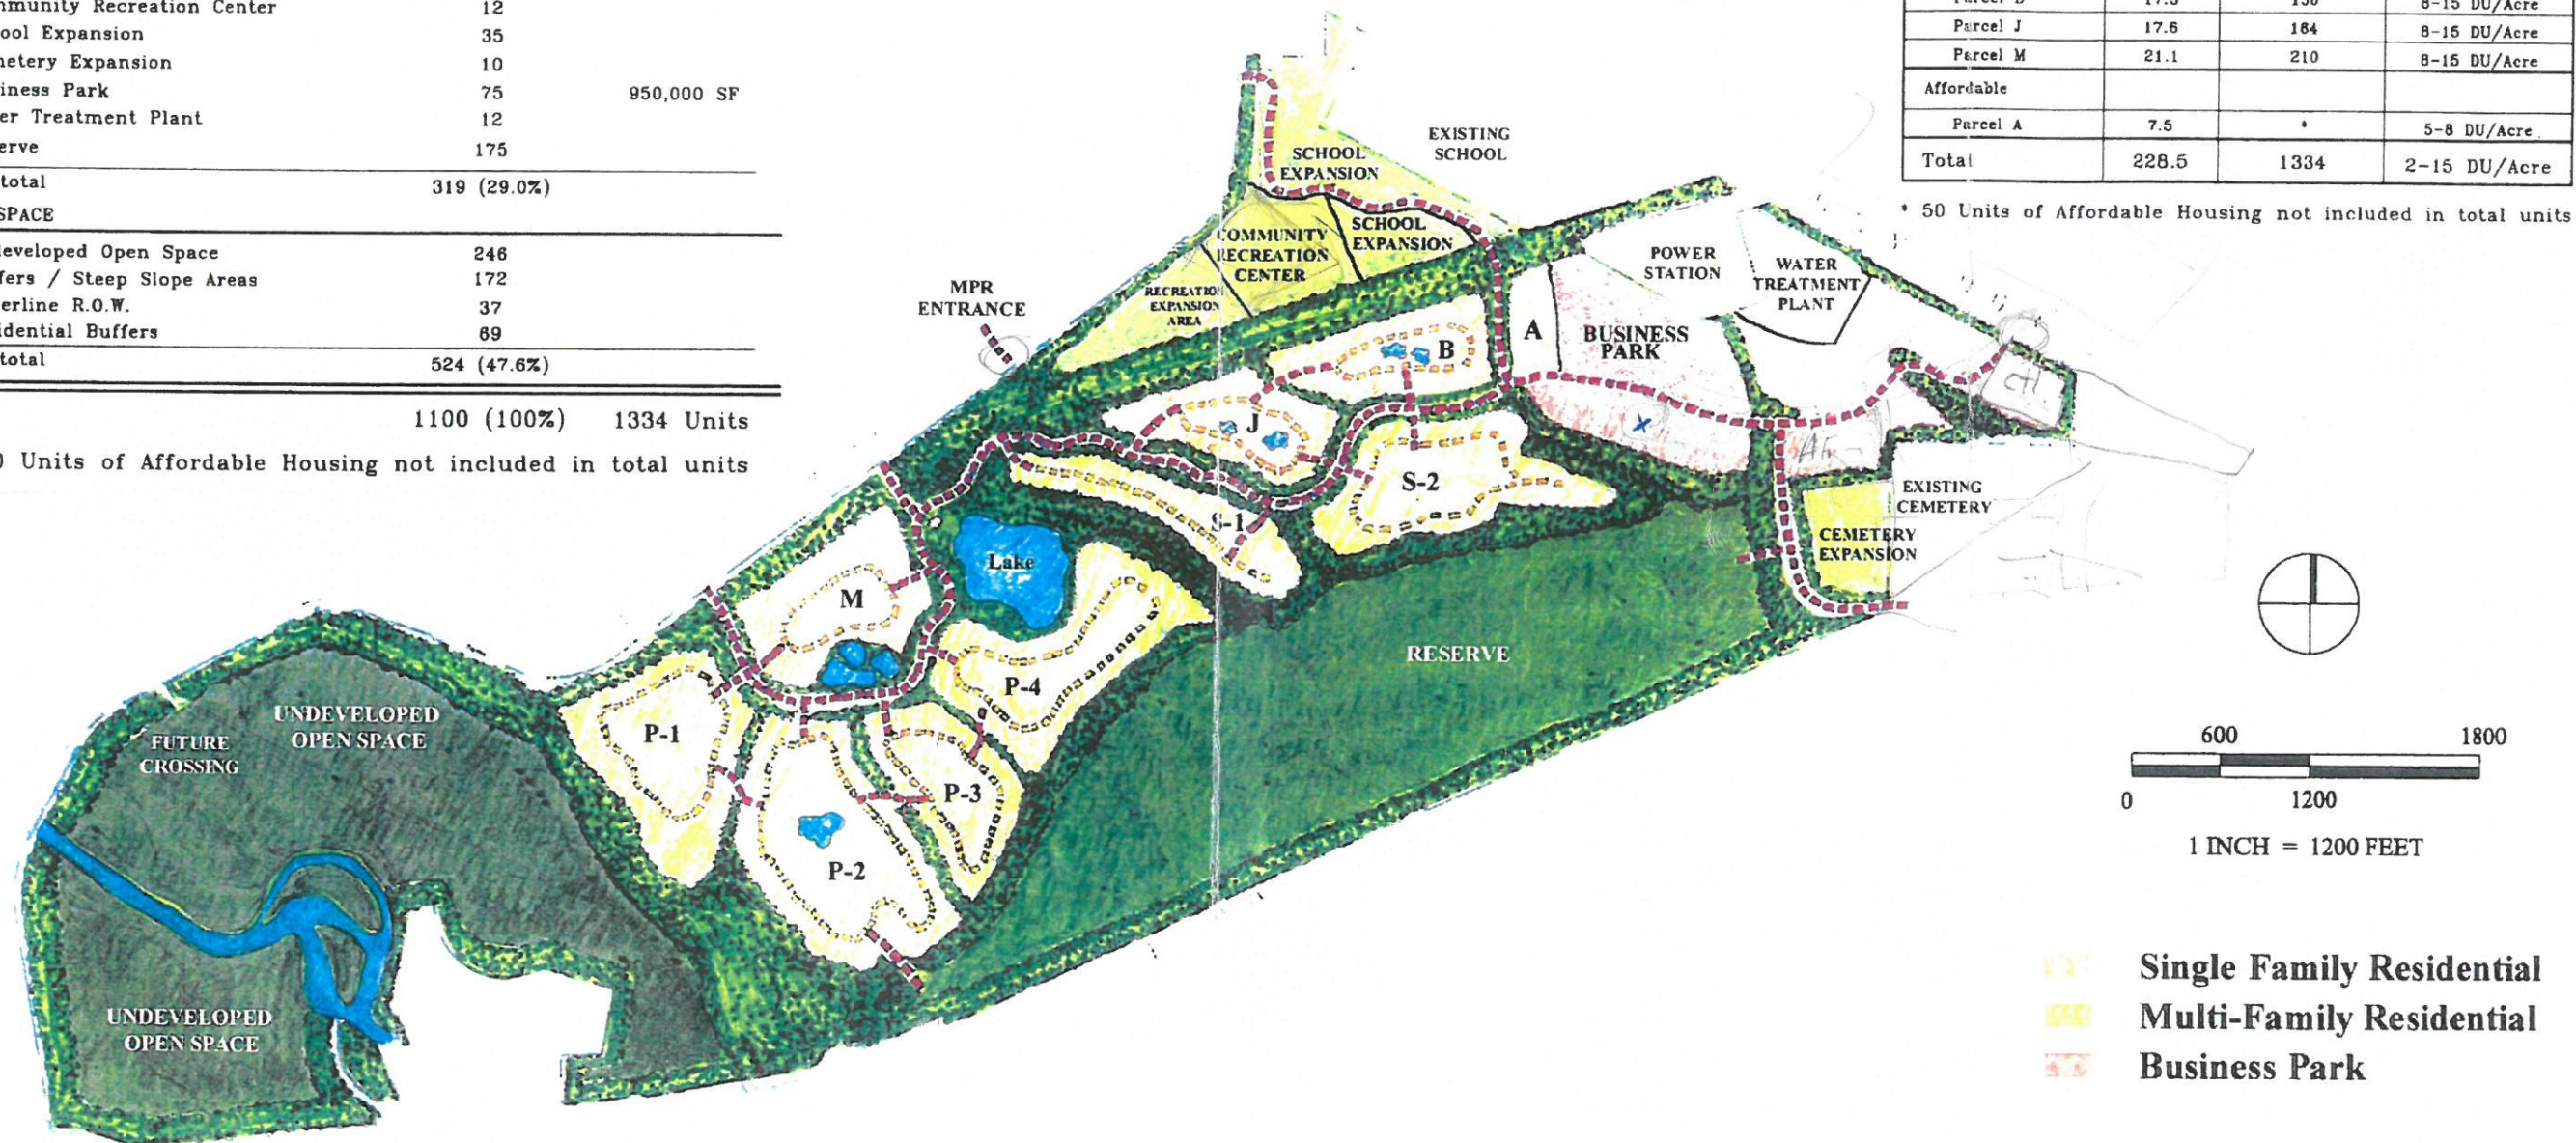 mmunity Recreation Center 12
ool Expansion 35
netery Expansion 10
iness Park 75 950,000 SF
er Treatment Plant 12
erve 175
total 319 (29.0%)
SPACE
eveloped Open Space 246
fers / Steep Slope Areas 172
erline R.O.W. 37
idential Buffers 69
total 524 (47.6%)
1100 (100%) 1334 Units
0 Units of Affordable Housing not included in total units
8-15 DU/Acre
Parcel J 17.6 164 8-15 DU/Acre
Parcel M 21.1 210 8-15 DU/Acre
Affordable
Parcel A 7.5 * 5-8 DU/Acre
Total 228.5 1334 2-15 DU/Acre
* 50 Units of Affordable Housing not included in total units
EXISTING
SCHOOL
SCHOOL
EXPANSION
COMMUNITY
RECREATION
CENTER
SCHOOL
EXPANSION
RECREATION
EXPANSION
AREA
MPR
ENTRANCE
POWER
STATION
WATER
TREATMENT
PLANT
A
BUSINESS
PARK
B
J
S-2
S-1
EXISTING
CEMETERY
CEMETERY
EXPANSION
Lake
M
RESERVE
P-4
P-1
P-3
P-2
UNDEVELOPED
OPEN SPACE
FUTURE
CROSSING
UNDEVELOPED
OPEN SPACE
600 1800
0 1200
1 INCH = 1200 FEET
Single Family Residential
Multi-Family Residential
Business Park